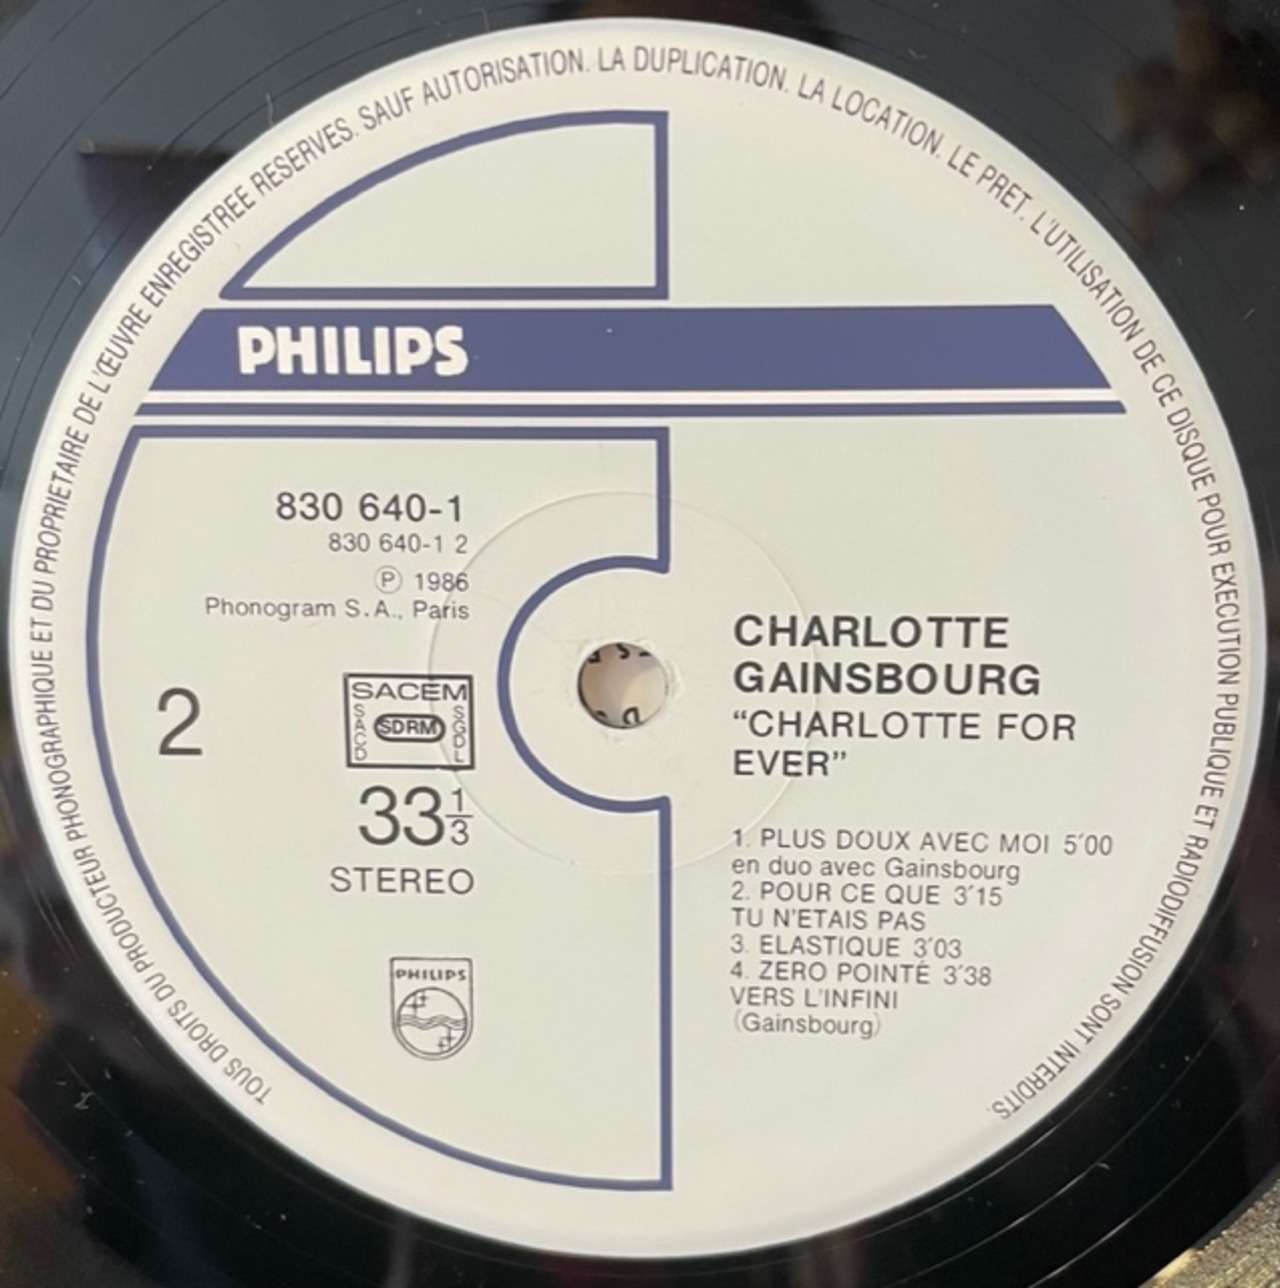 TOUS DROITS DU PRODUCTEUR PHONOGRAPHIQUE ET DU PROPRIETAIRE DE L'ŒUVRE ENREGISTREE RESERVES. SAUF AUTORISATION. LA DUPLICATION. LA LOCATION. LE PRET. L'UTILISATION DE CE DISQUE POUR EXECUTION PUBLIQUE ET RADIODIFFUSION SONT INTERDITS.
PHILIPS
830 640-1
830 640-1 2
Ⓟ 1986
Phonogram S.A., Paris
2
SACEM
SACD
SDRM
SGDL
33 1/3
STEREO
PHILIPS
CHARLOTTE
GAINSBOURG
“CHARLOTTE FOR
EVER”
1. PLUS DOUX AVEC MOI 5'00
en duo avec Gainsbourg
2. POUR CE QUE 3'15
TU N'ETAIS PAS
3. ELASTIQUE 3'03
4. ZERO POINTÉ 3'38
VERS L'INFINI
(Gainsbourg)